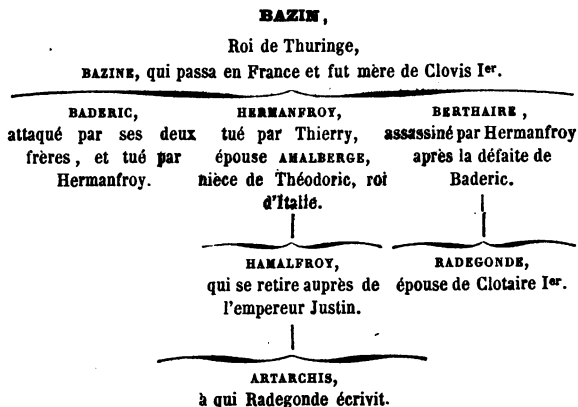 BAZIN,
Roi de Thuringe,
BAZINE, qui passa en France et fut mère de Clovis Ier.
BADERIC,
attaqué par ses deux
frères, et tué par
Hermanfroy.
HERMANFROY,
tué par Thierry,
épouse AMALBERGE,
nièce de Théodoric, roi
d'Italie.
BERTHAIRE,
assassiné par Hermanfroy
après la défaite de
Baderic.
HAMALFROY,
qui se retire auprès de
l'empereur Justin.
RADEGONDE,
épouse de Clotaire Ier.
ARTARCHIS,
à qui Radegonde écrivit.